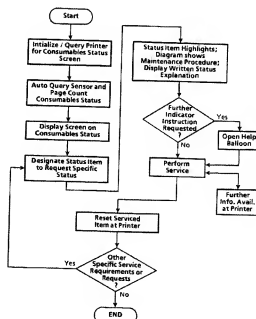 Start
Intialize / Query Printer
for Consumables Status
Screen
Auto Query Sensor and
Page Count
Consumables Status
Display Screen on
Consumables Status
Designate Status Item
to Request Specific
Status
Status Item Highlights;
Diagram shows
Maintenance Procedure;
Display Written Status
Explanation
Further
Indicator
Instruction
Requested
?
Yes
No
Open Help
Balloon
Perform
Service
Further
Info. Avail.
at Printer
Reset Serviced
Item at Printer
Other
Specific Service
Requirements or
Requests
?
Yes
No
END